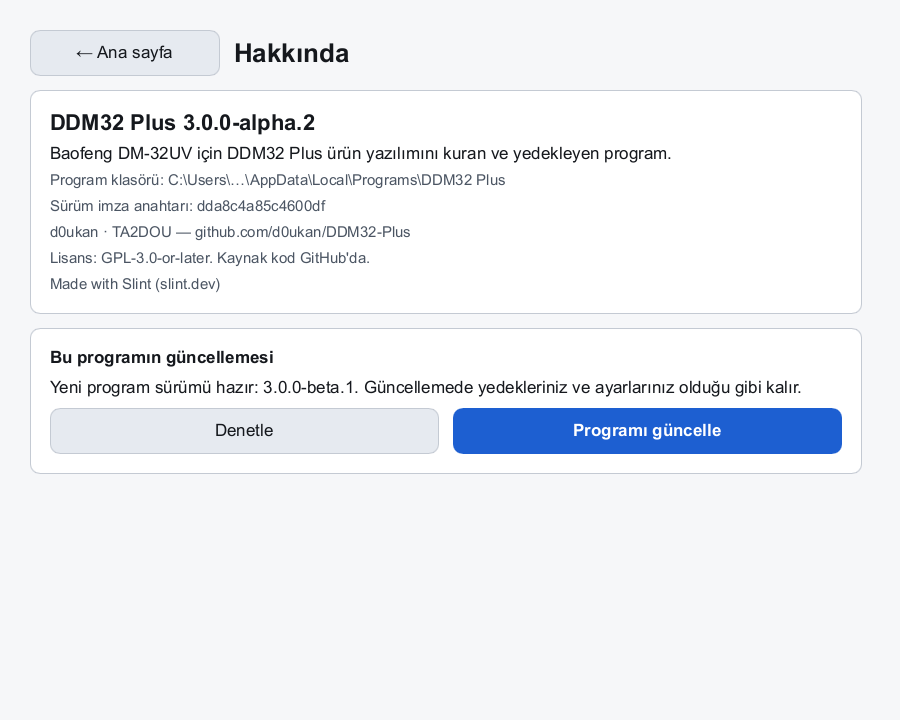 ← Ana sayfa
Hakkında
DDM32 Plus 3.0.0-alpha.2
Baofeng DM-32UV için DDM32 Plus ürün yazılımını kuran ve yedekleyen program.
Program klasörü: C:\Users\…\AppData\Local\Programs\DDM32 Plus
Sürüm imza anahtarı: dda8c4a85c4600df
d0ukan · TA2DOU — github.com/d0ukan/DDM32-Plus
Lisans: GPL-3.0-or-later. Kaynak kod GitHub'da.
Made with Slint (slint.dev)
Bu programın güncellemesi
Yeni program sürümü hazır: 3.0.0-beta.1. Güncellemede yedekleriniz ve ayarlarınız olduğu gibi kalır.
Denetle
Programı güncelle